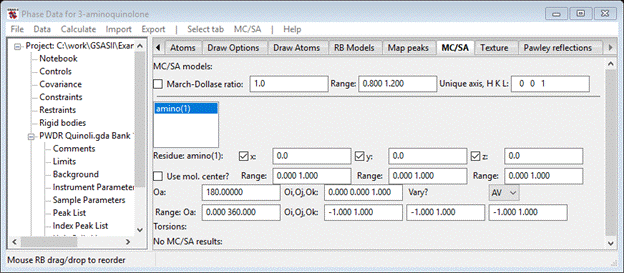 Phase Data for 3-aminoquinolone
File Data Calculate Import Export | Select tab MC/SA | Help
Project: C:\work\GSASII\Exam
Notebook
Controls
Covariance
Constraints
Restraints
Rigid bodies
PWDR Quinoli.gda Bank
Comments
Limits
Background
Instrument Parameters
Sample Parameters
Peak List
Index Peak List
Atoms Draw Options Draw Atoms RB Models Map peaks MC/SA Texture Pawley reflections
MC/SA models:
March-Dollase ratio: 1.0 Range: 0.800 1.200 Unique axis, H K L: 0 0 1
amino(1)
Residue: amino(1): x: 0.0 y: 0.0 z: 0.0
Use mol. center? Range: 0.000 1.000 Range: 0.000 1.000 Range: 0.000 1.000
Oa: 180.00000 Oi,Oj,Ok: 0.000 0.000 1.000 Vary? AV
Range: Oa: 0.000 360.000 Oi,Oj,Ok: -1.000 1.000 -1.000 1.000 -1.000 1.000
Torsions:
No MC/SA results:
Mouse RB drag/drop to reorder